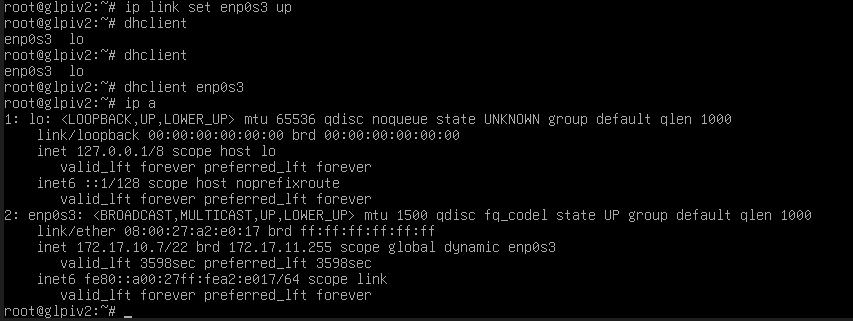 root@glpiv2:~# ip link set enp0s3 up
root@glpiv2:~# dhclient
enp0s3  lo
root@glpiv2:~# dhclient
enp0s3  lo
root@glpiv2:~# dhclient enp0s3
root@glpiv2:~# ip a
1: lo: <LOOPBACK,UP,LOWER_UP> mtu 65536 qdisc noqueue state UNKNOWN group default qlen 1000
    link/loopback 00:00:00:00:00:00 brd 00:00:00:00:00:00
    inet 127.0.0.1/8 scope host lo
       valid_lft forever preferred_lft forever
    inet6 ::1/128 scope host noprefixroute
       valid_lft forever preferred_lft forever
2: enp0s3: <BROADCAST,MULTICAST,UP,LOWER_UP> mtu 1500 qdisc fq_codel state UP group default qlen 1000
    link/ether 08:00:27:a2:e0:17 brd ff:ff:ff:ff:ff:ff
    inet 172.17.10.7/22 brd 172.17.11.255 scope global dynamic enp0s3
       valid_lft 3598sec preferred_lft 3598sec
    inet6 fe80::a00:27ff:fea2:e017/64 scope link
       valid_lft forever preferred_lft forever
root@glpiv2:~# _